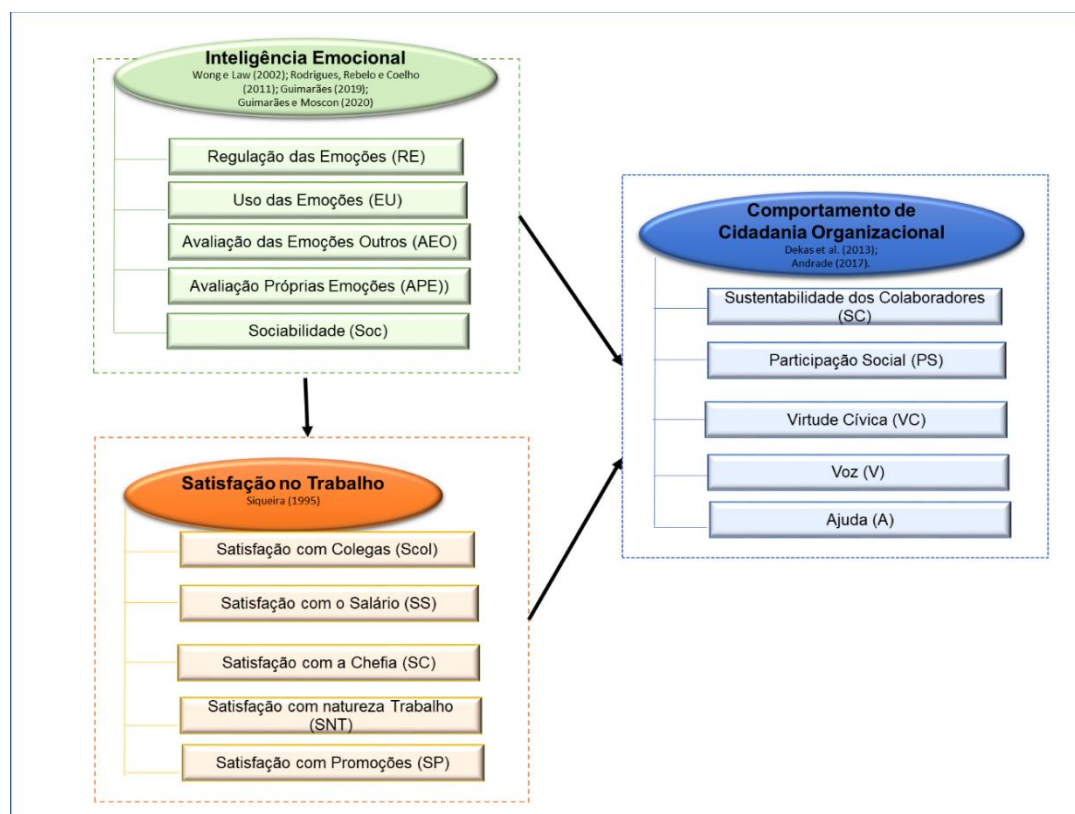 Inteligência Emocional
Wong e Law (2002); Rodrigues, Rebelo e Coelho
(2011); Guimarães (2019);
Guimarães e Moscon (2020)
Regulação das Emoções (RE)
Uso das Emoções (EU)
Avaliação das Emoções Outros (AEO)
Avaliação Próprias Emoções (APE))
Sociabilidade (Soc)
Satisfação no Trabalho
Siqueira (1995)
Satisfação com Colegas (Scol)
Satisfação com o Salário (SS)
Satisfação com a Chefia (SC)
Satisfação com natureza Trabalho
(SNT)
Satisfação com Promoções (SP)
Comportamento de
Cidadania Organizacional
Dekas et al. (2013);
Andrade (2017).
Sustentabilidade dos Colaboradores
(SC)
Participação Social (PS)
Virtude Cívica (VC)
Voz (V)
Ajuda (A)